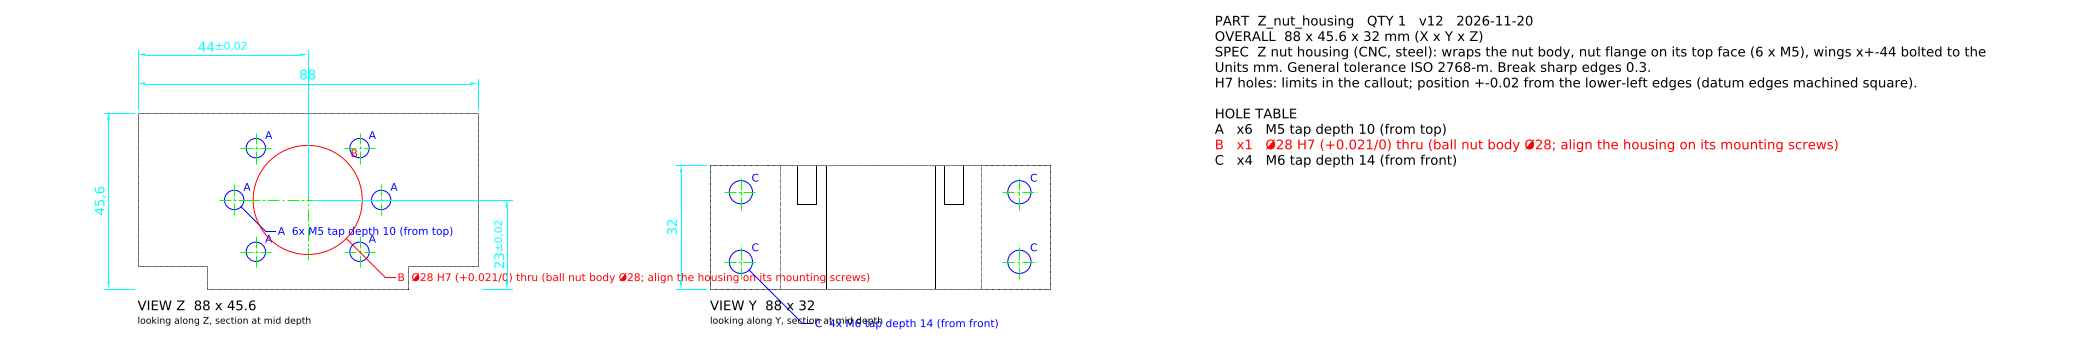 44±0,02
88
45,6
A
A
B
A
A
A
A
A 6x M5 tap depth 10 (from top)
23±0,02
B Ø28 H7 (+0.021/0) thru (ball nut body Ø28; align the housing on its mounting screws)
VIEW Z 88 x 45.6
looking along Z, section at mid depth
32
C
C
C
C
VIEW Y 88 x 32
looking along Y, section at mid depth
C 4x M6 tap depth 14 (from front)
PART Z_nut_housing QTY 1 v12 2026-11-20
OVERALL 88 x 45.6 x 32 mm (X x Y x Z)
SPEC Z nut housing (CNC, steel): wraps the nut body, nut flange on its top face (6 x M5), wings x+-44 bolted to the
Units mm. General tolerance ISO 2768-m. Break sharp edges 0.3.
H7 holes: limits in the callout; position +-0.02 from the lower-left edges (datum edges machined square).
HOLE TABLE
A x6 M5 tap depth 10 (from top)
B x1 Ø28 H7 (+0.021/0) thru (ball nut body Ø28; align the housing on its mounting screws)
C x4 M6 tap depth 14 (from front)